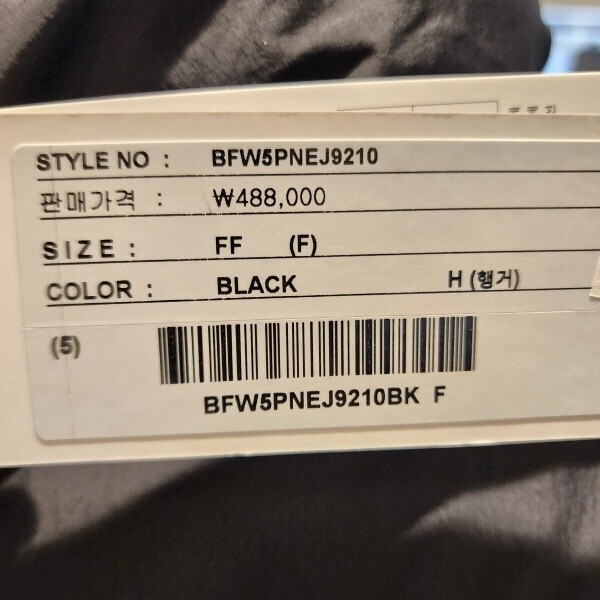 STYLE NO : BFW5PNEJ9210
판매가격 : ₩488,000
SIZE : FF (F)
COLOR : BLACK H (행거)
(5)
BFW5PNEJ9210BK F